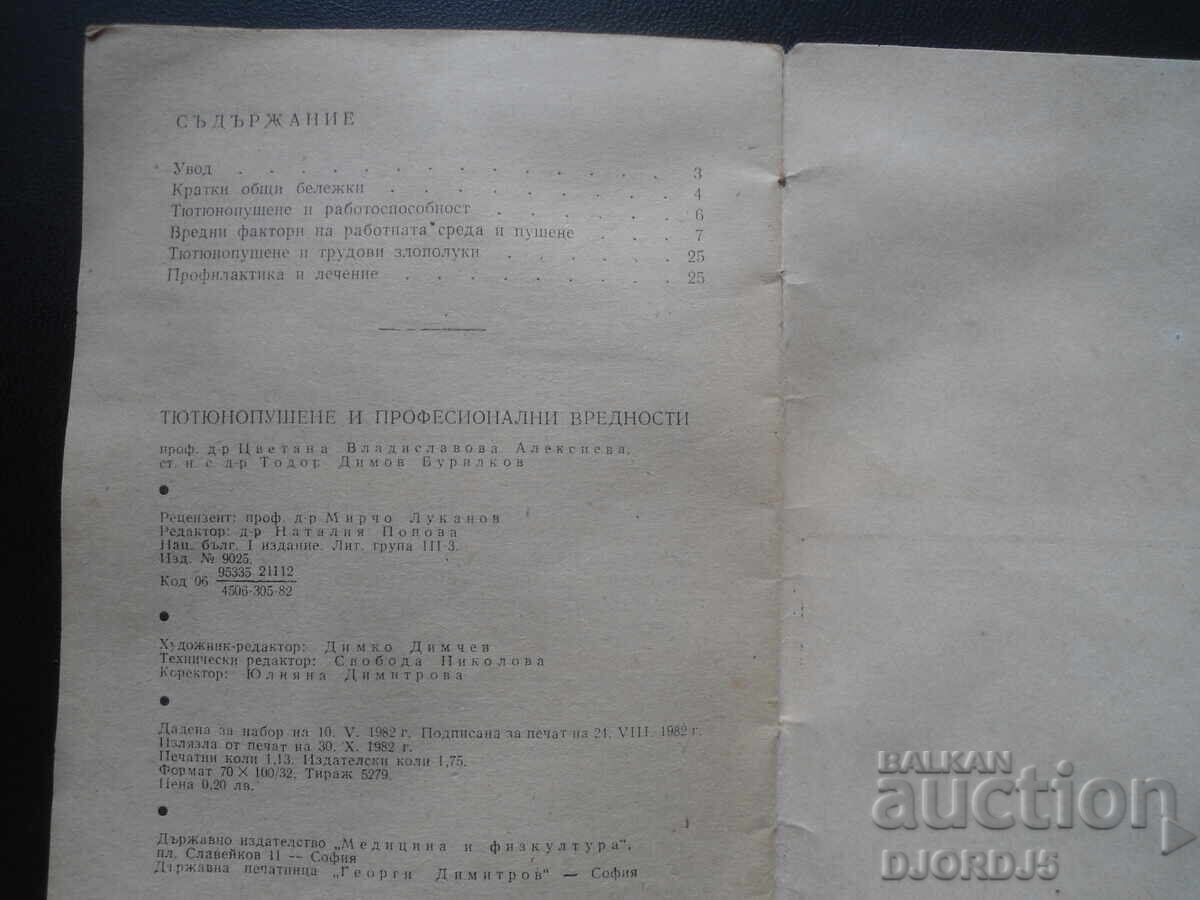 СЪДЪРЖАНИЕ
Увод . . . . . . . . . . . . . . . 3
Кратки общи бележки . . . . . . . . . . 4
Тютюнопушене и работоспособност . . . . . . 6
Вредни фактори на работната среда и пушене . . . 7
Тютюнопушене и трудови злополуки . . . . . . 25
Профилактика и лечение . . . . . . . . . 25
ТЮТЮНОПУШЕНЕ И ПРОФЕСИОНАЛНИ ВРЕДНОСТИ
проф. д-р Цветана Владиславова Алексиева,
ст. н. с. д-р Тодор Димов Бурилков
Рецензент: проф. д-р Мирчо Луканов
Редактор: д-р Наталия Попова
Нац. бълг. I издание. Лит. група III-3.
Изд. № 9025.
Код 06 95335 21112
4506-305-82
Художник-редактор: Димко Димчев
Технически редактор: Свобода Николова
Коректор: Юлияна Димитрова
Дадена за набор на 10. V. 1982 г. Подписана за печат на 24. VIII. 1982 г.
Излязла от печат на 30. X. 1982 г.
Печатни коли 1,13. Издателски коли 1,75.
Формат 70 × 100/32. Тираж 5279.
Цена 0,20 лв.
Държавно издателство „Медицина и физкултура",
пл. Славейков 11 — София
Държавна печатница „Георги Димитров" — София
BALKAN
auction
DJORDJ5